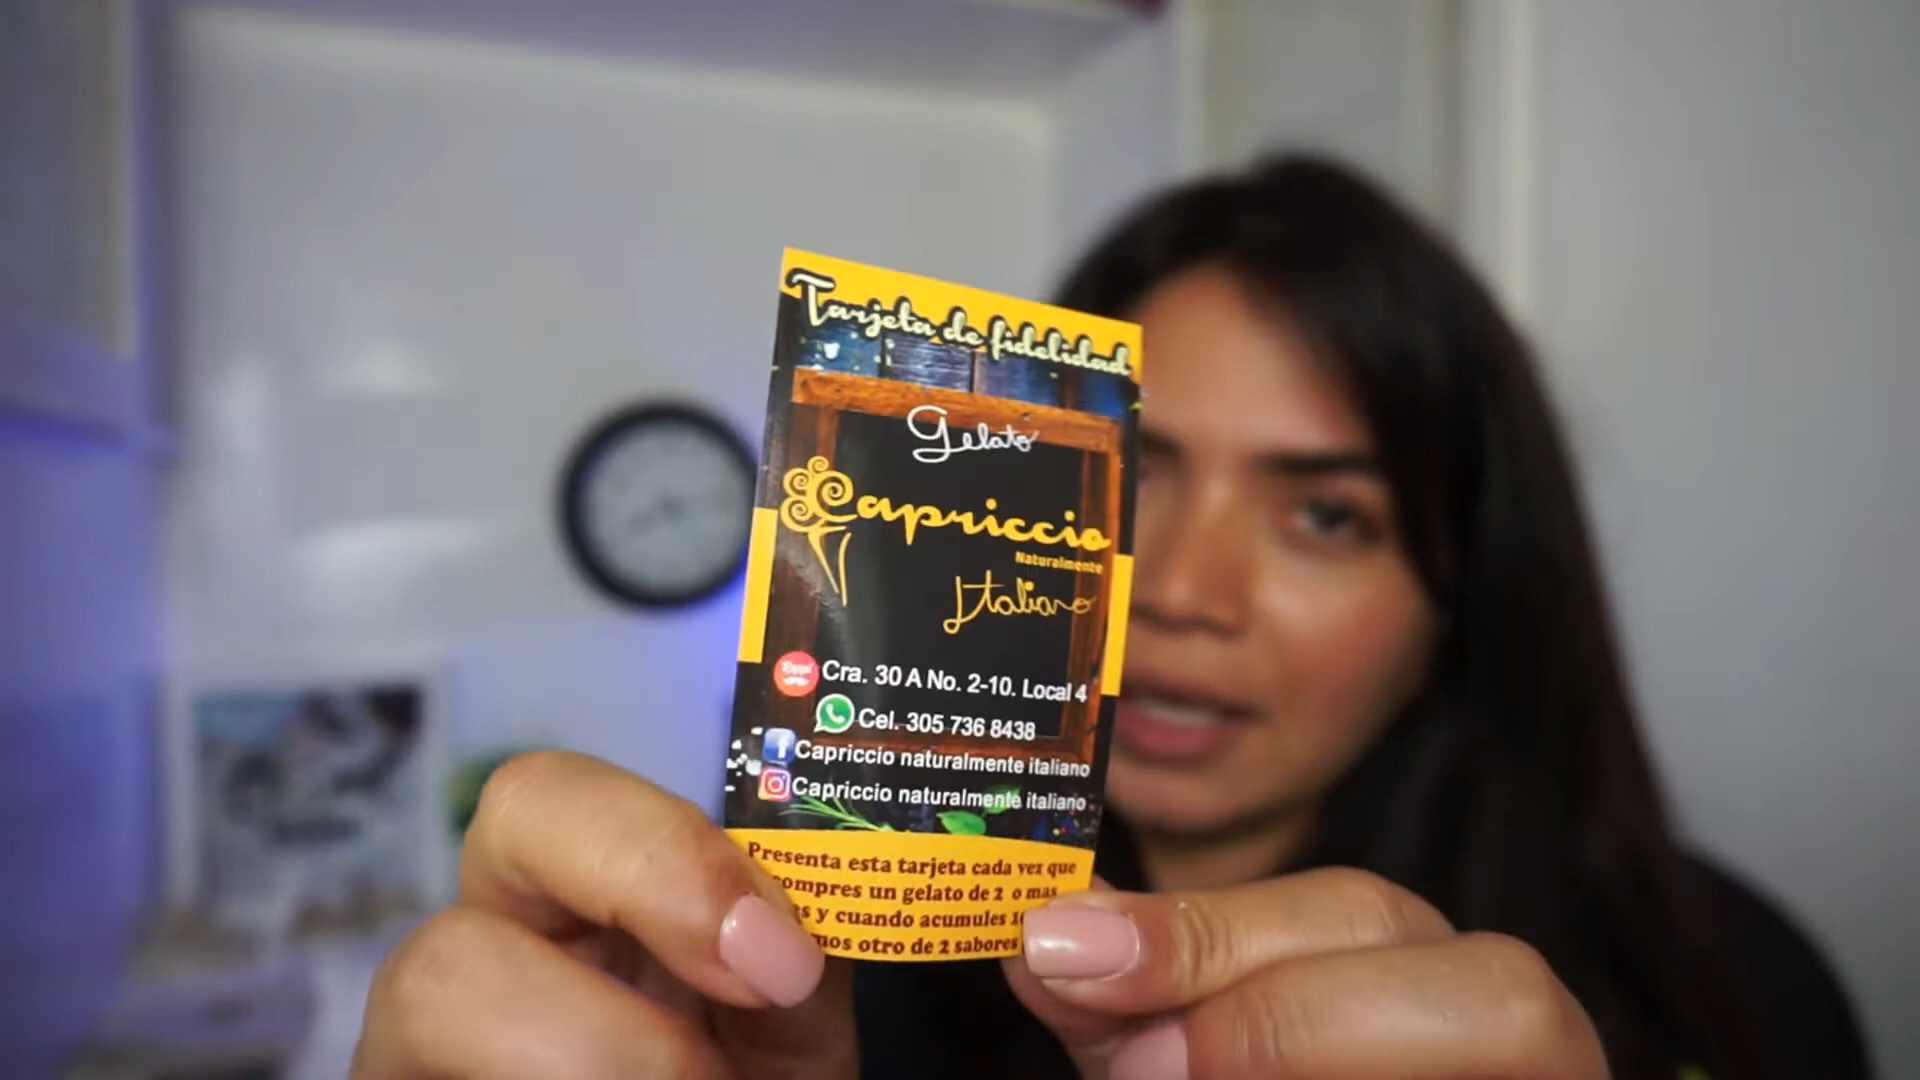 Tarjeta de fidelidad
Gelato
Capriccio
Naturalmente
Italiano
Rappi
Cra. 30 A No. 2-10. Local 4
Cel. 305 736 8438
Capriccio naturalmente italiano
Capriccio naturalmente italiano
Presenta esta tarjeta cada vez que
compres un gelato de 2 o mas
y cuando acumules
otro de 2 sabores